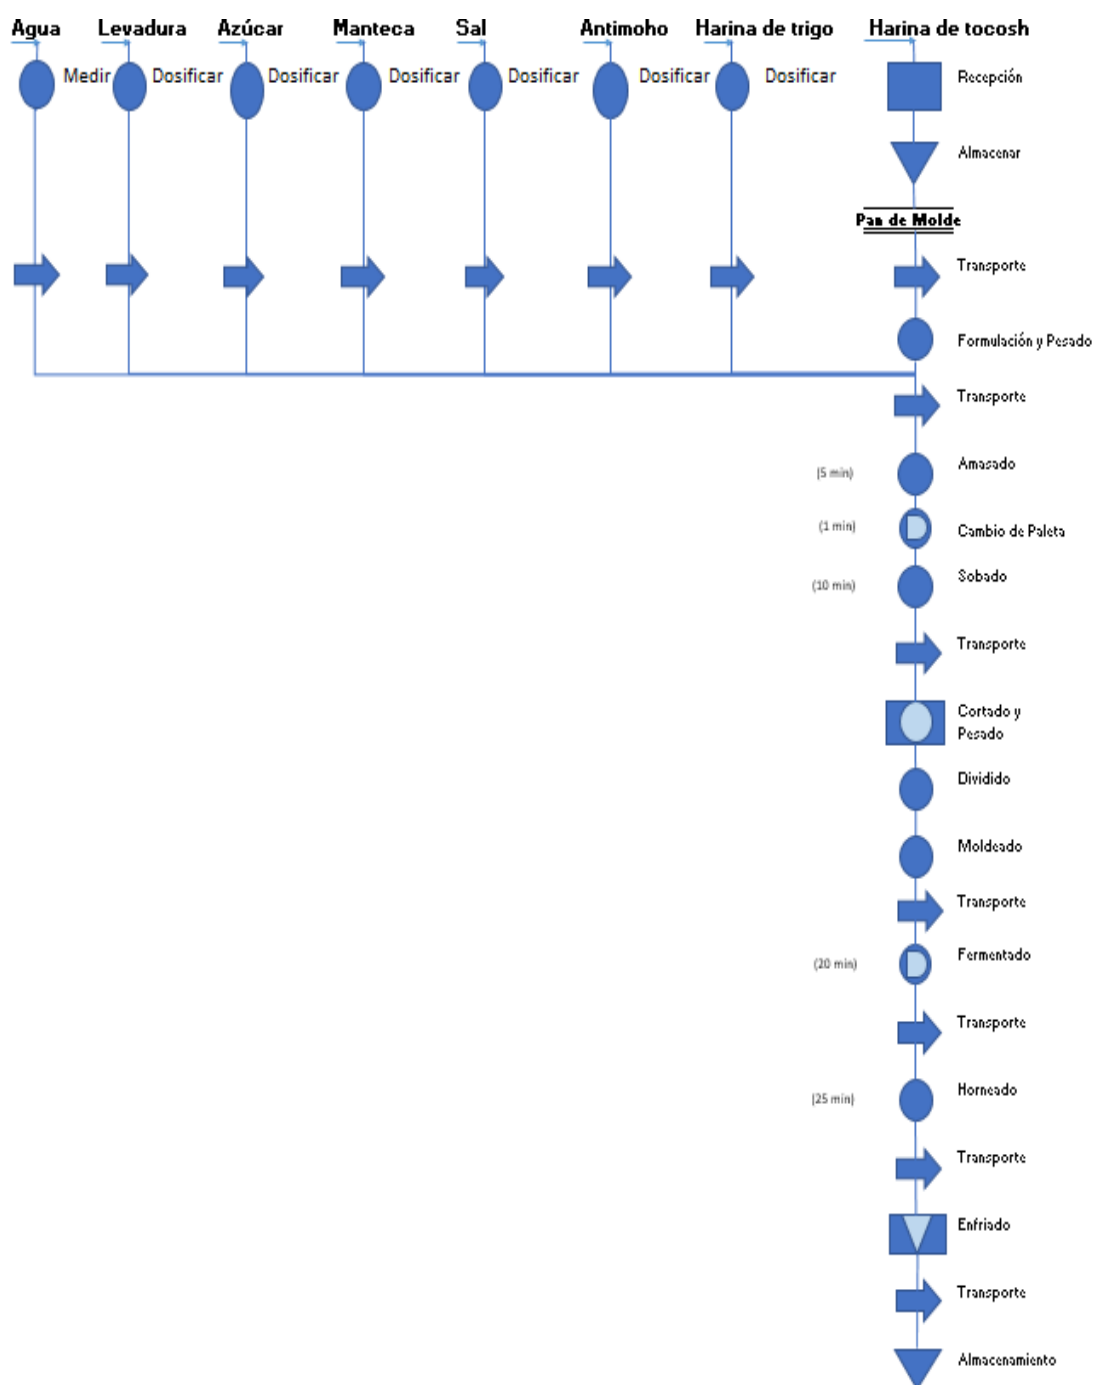 Agua Levadura Azúcar Manteca Sal Antimoho Harina de trigo Harina de tocosh
Medir Dosificar Dosificar Dosificar Dosificar Dosificar Dosificar Recepción
Almacenar
Pan de Molde
Transporte
Formulación y Pesado
Transporte
(5 min) Amasado
(1 min) Cambio de Paleta
(10 min) Sobado
Transporte
Cortado y
Pesado
Dividido
Moldeado
Transporte
(20 min) Fermentado
Transporte
(25 min) Horneado
Transporte
Enfriado
Transporte
Almacenamiento